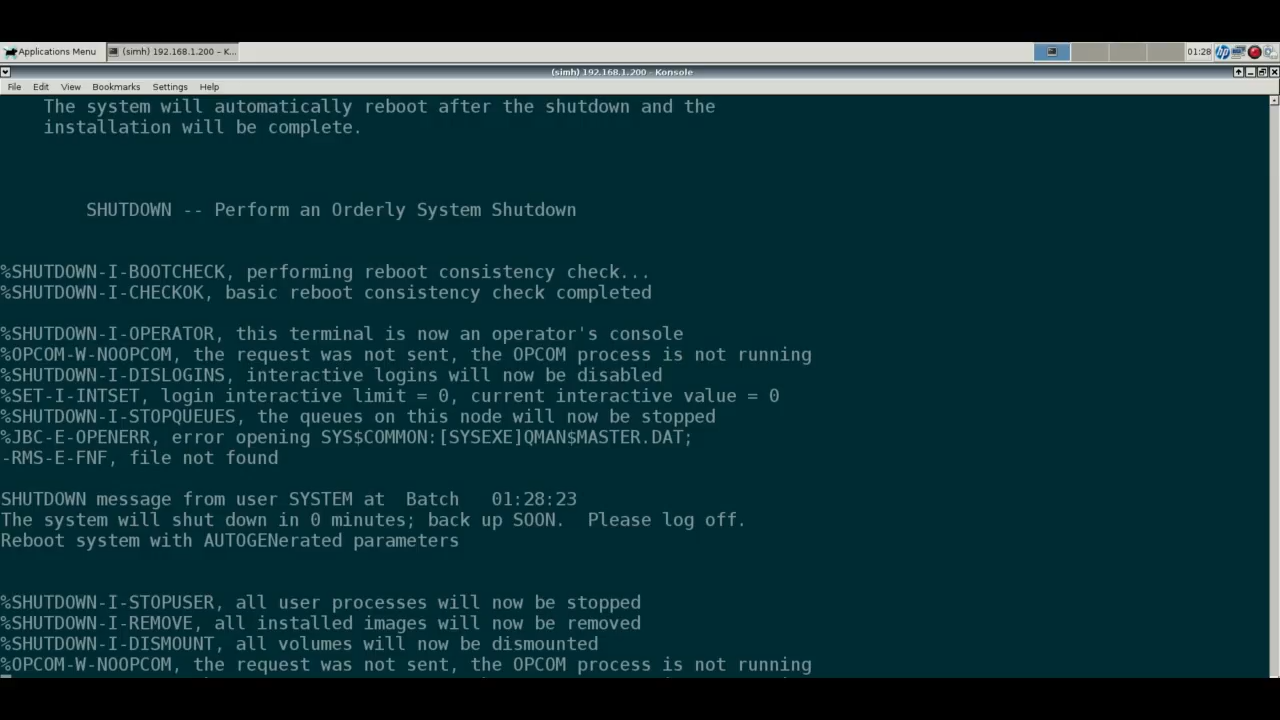 Applications Menu
(simh) 192.168.1.200 – K...
01:28
(simh) 192.168.1.200 – Konsole
File Edit View Bookmarks Settings Help
The system will automatically reboot after the shutdown and the
installation will be complete.
SHUTDOWN -- Perform an Orderly System Shutdown
%SHUTDOWN-I-BOOTCHECK, performing reboot consistency check...
%SHUTDOWN-I-CHECKOK, basic reboot consistency check completed
%SHUTDOWN-I-OPERATOR, this terminal is now an operator's console
%OPCOM-W-NOOPCOM, the request was not sent, the OPCOM process is not running
%SHUTDOWN-I-DISLOGINS, interactive logins will now be disabled
%SET-I-INTSET, login interactive limit = 0, current interactive value = 0
%SHUTDOWN-I-STOPQUEUES, the queues on this node will now be stopped
%JBC-E-OPENERR, error opening SYS$COMMON:[SYSEXE]QMAN$MASTER.DAT;
-RMS-E-FNF, file not found
SHUTDOWN message from user SYSTEM at Batch 01:28:23
The system will shut down in 0 minutes; back up SOON. Please log off.
Reboot system with AUTOGENerated parameters
%SHUTDOWN-I-STOPUSER, all user processes will now be stopped
%SHUTDOWN-I-REMOVE, all installed images will now be removed
%SHUTDOWN-I-DISMOUNT, all volumes will now be dismounted
%OPCOM-W-NOOPCOM, the request was not sent, the OPCOM process is not running